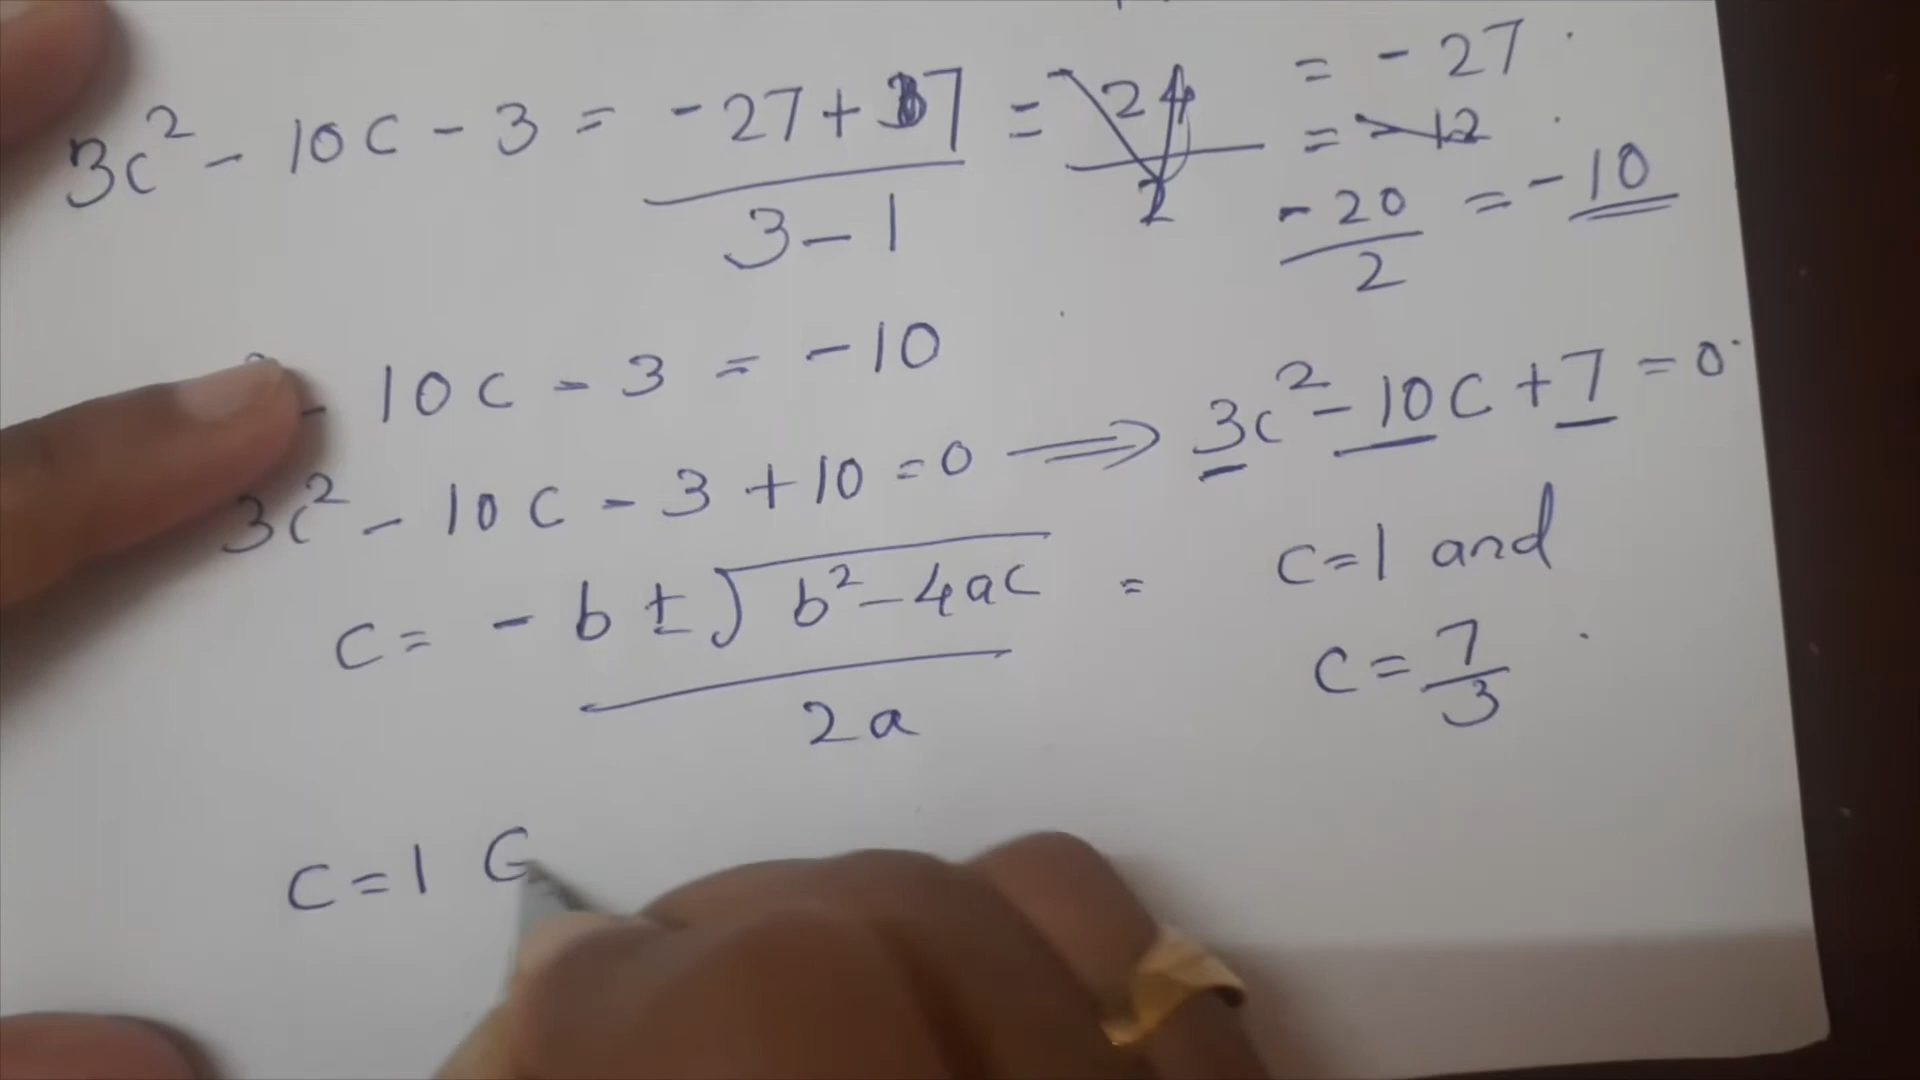 = -27
3c² - 10c - 3 = (-27+7)/(3-1) = 24/2 = -12
-20/2 = -10
- 10c - 3 = -10
3c² - 10c - 3 + 10 = 0 ⟹ 3c² - 10c + 7 = 0
c = (-b ± √(b² - 4ac))/2a = c=1 and
c = 7/3
c=1 G